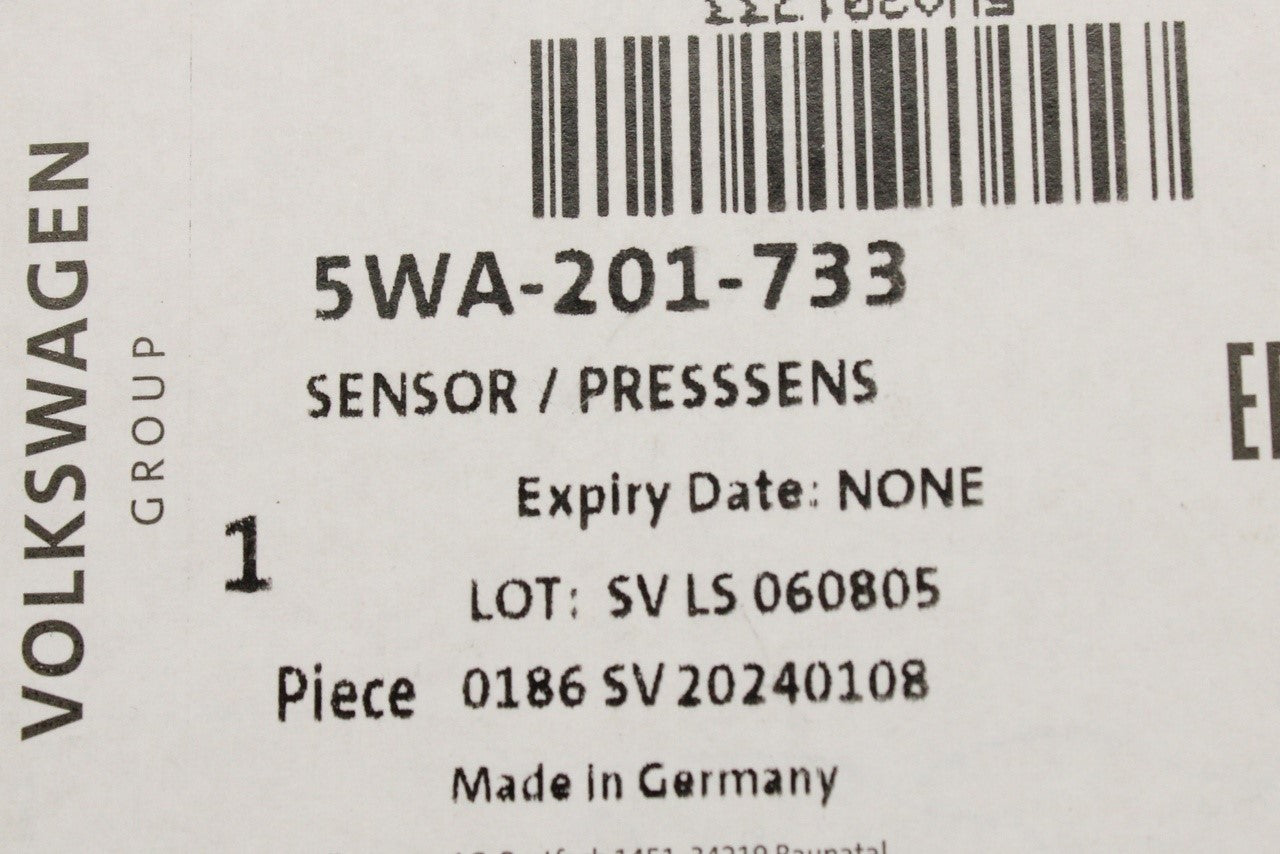 VOLKSWAGEN
GROUP
5WA-201-733
SENSOR / PRESSSENS
Expiry Date: NONE
1
LOT: SV LS 060805
Piece 0186 SV 20240108
Made in Germany